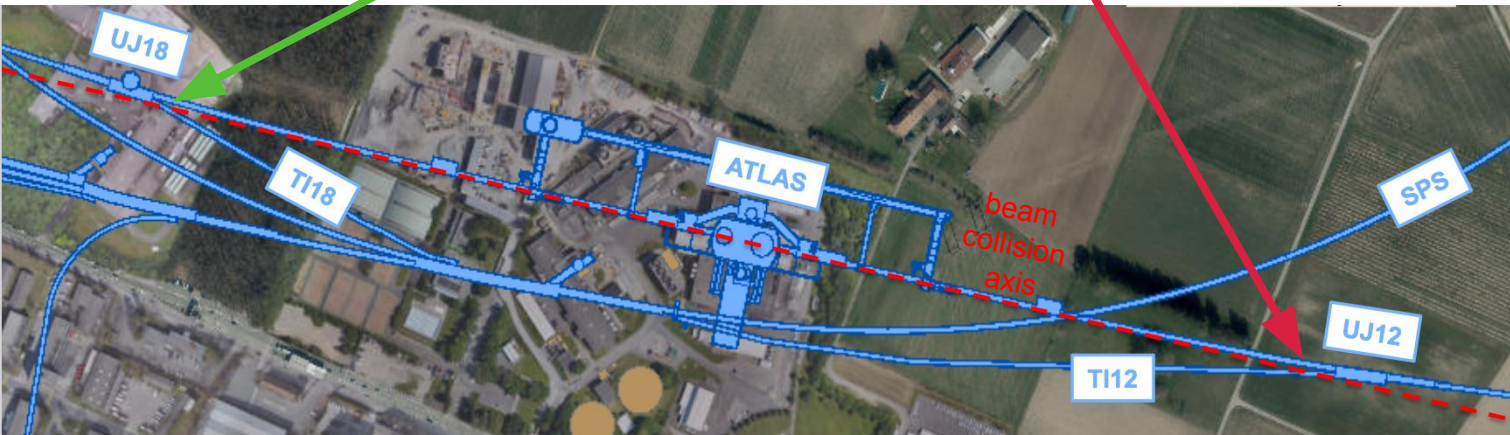 UJ18
TI18
ATLAS
beam
collision
axis
SPS
UJ12
TI12